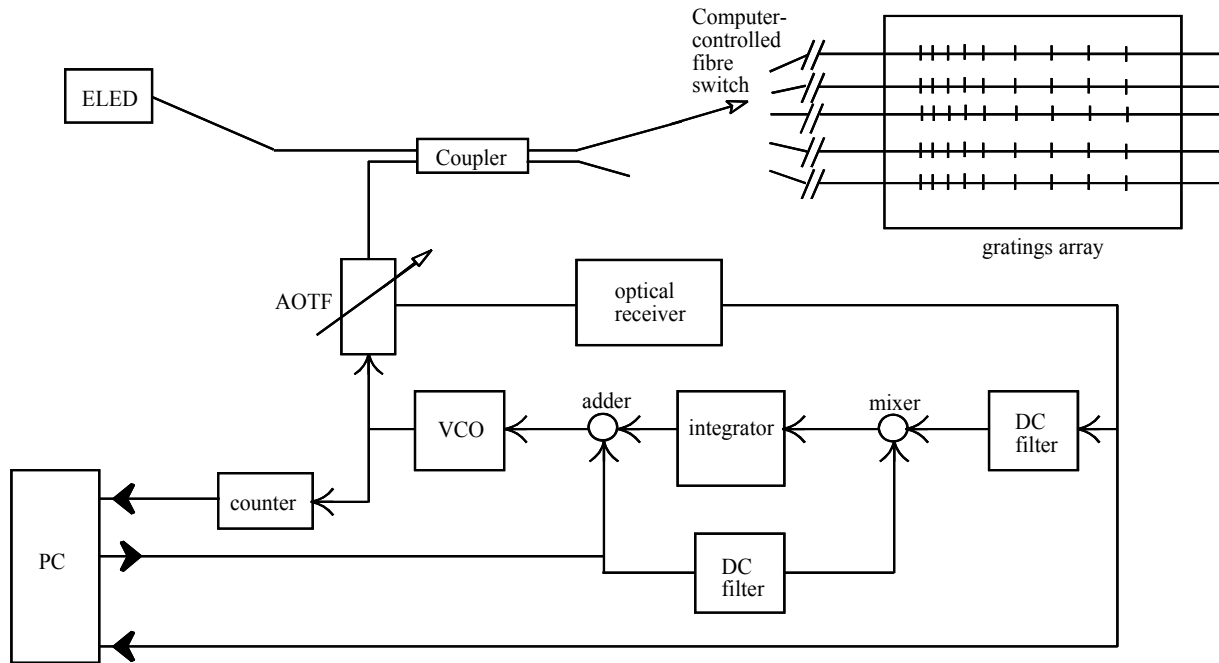 Computer-
controlled
fibre
switch
ELED
Coupler
gratings array
AOTF
optical
receiver
adder
mixer
VCO
integrator
DC
filter
counter
PC
DC
filter